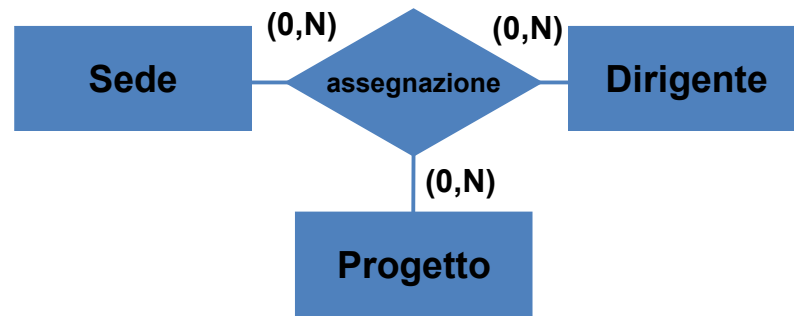 (0,N)
(0,N)
Sede
assegnazione
Dirigente
(0,N)
Progetto